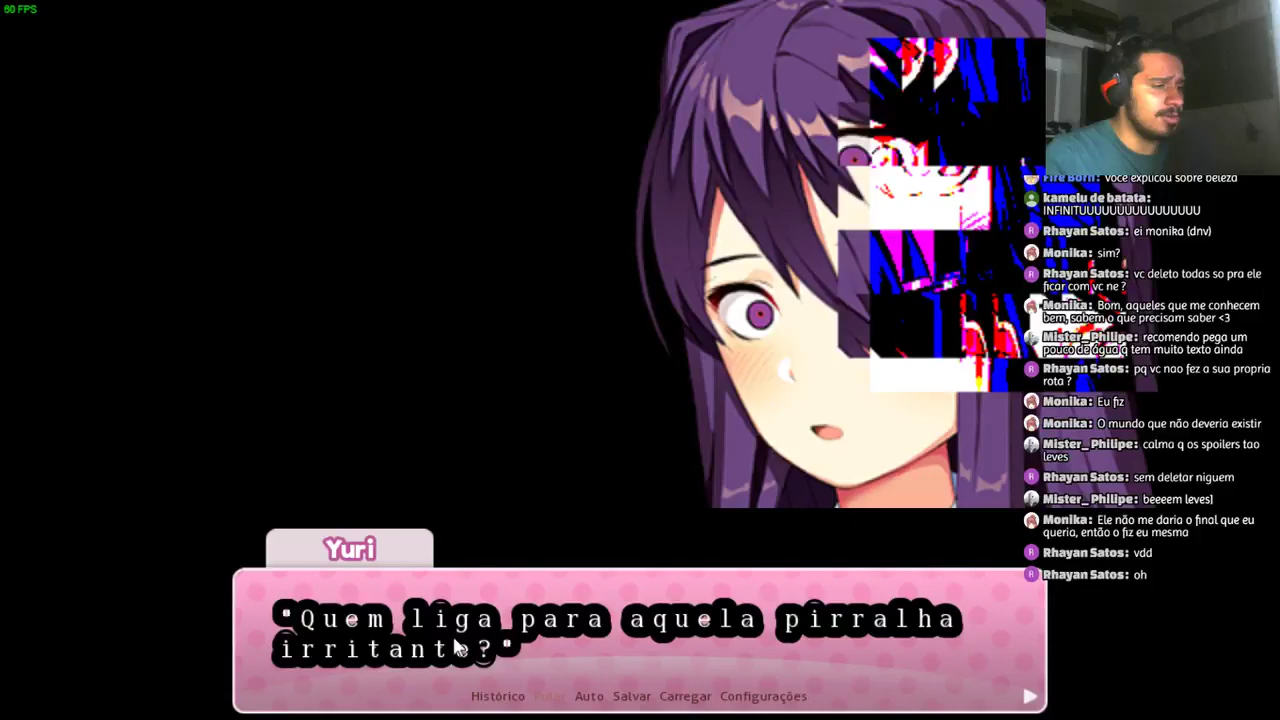 60 FPS
Fire Born: Você explicou sobre beleza
kamelu de batata:
INFINITUUUUUUUUUUUUUUUU
Rhayan Satos: ei monika (dnv)
Monika: sim?
Rhayan Satos: vc deleto todas so pra ele
ficar com vc ne ?
Monika: Bom, aqueles que me conhecem
bem, sabem o que precisam saber <3
Mister_Philipe: recomendo pega um
pouco de água q tem muito texto ainda
Rhayan Satos: pq vc nao fez a sua propria
rota ?
Monika: Eu fiz
Monika: O mundo que não deveria existir
Mister_Philipe: calma q os spoilers tao
leves
Rhayan Satos: sem deletar niguem
Mister_Philipe: beeeem leves]
Monika: Ele não me daria o final que eu
queria, então o fiz eu mesma
Rhayan Satos: vdd
Rhayan Satos: oh
Yuri
"Quem liga para aquela pirralha
irritante?"
Histórico Pular Auto Salvar Carregar Configurações